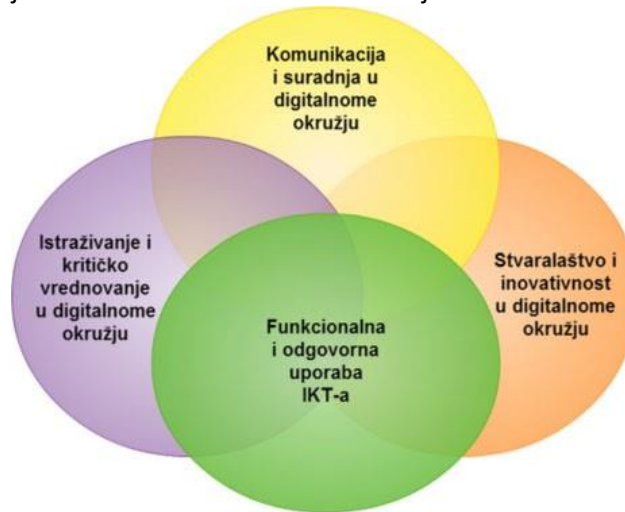 Komunikacija
i suradnja u
digitalnome
okružju
Istraživanje i
kritičko
vrednovanje
u digitalnome
okružju
Stvaralaštvo i
inovativnost
u digitalnome
okružju
Funkcionalna
i odgovorna
uporaba
IKT-a